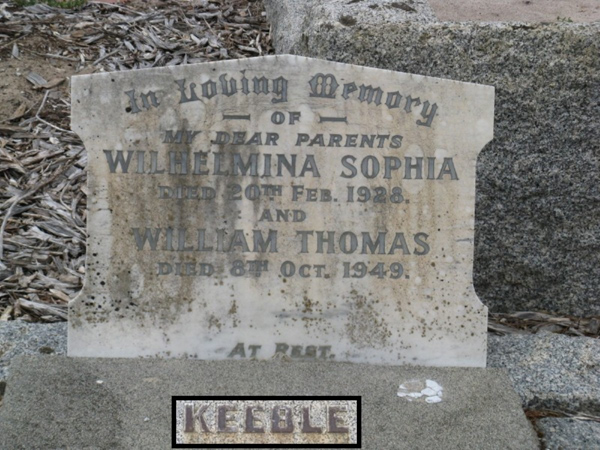 In Loving Memory
— OF —
MY DEAR PARENTS
WILHELMINA SOPHIA
DIED 20TH FEB. 1928.
AND
WILLIAM THOMAS
DIED 8TH OCT. 1949.
AT REST.
KEEBLE